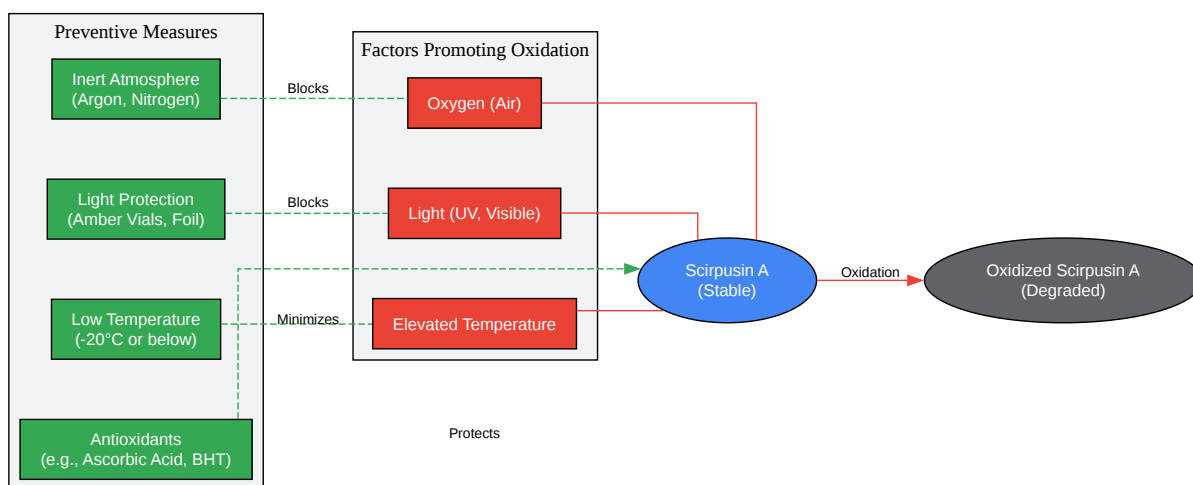 Preventive Measures
Inert Atmosphere
(Argon, Nitrogen)
Light Protection
(Amber Vials, Foil)
Low Temperature
(-20°C or below)
Antioxidants
(e.g., Ascorbic Acid, BHT)
Blocks
Blocks
Minimizes
Protects
Factors Promoting Oxidation
Oxygen (Air)
Light (UV, Visible)
Elevated Temperature
Scirpusin A
(Stable)
Oxidation
Oxidized Scirpusin A
(Degraded)